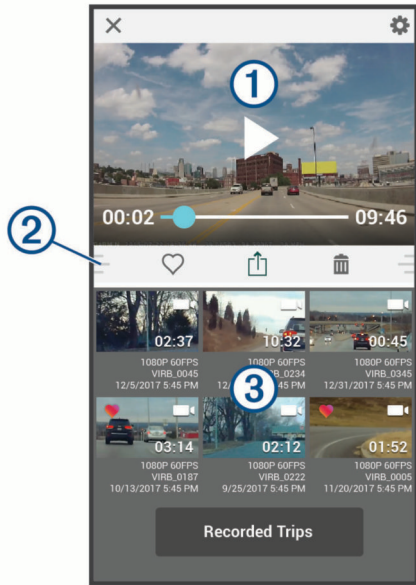 1
00:02 09:46
2
02:37 10:32 00:45
1080P 60FPS 1080P 60FPS 1080P 60FPS
VIRB_0045 VIRB_0234 VIRB_0345
12/5/2017 5:45 PM 5:45 PM 12/31/2017 5:45 PM
3
03:14 02:12 01:52
1080P 60FPS 1080P 60FPS 1080P 60FPS
VIRB_0187 VIRB_0222 VIRB_0005
10/13/2017 5:45 PM 9/25/2017 5:45 PM 11/20/2017 5:45 PM
Recorded Trips